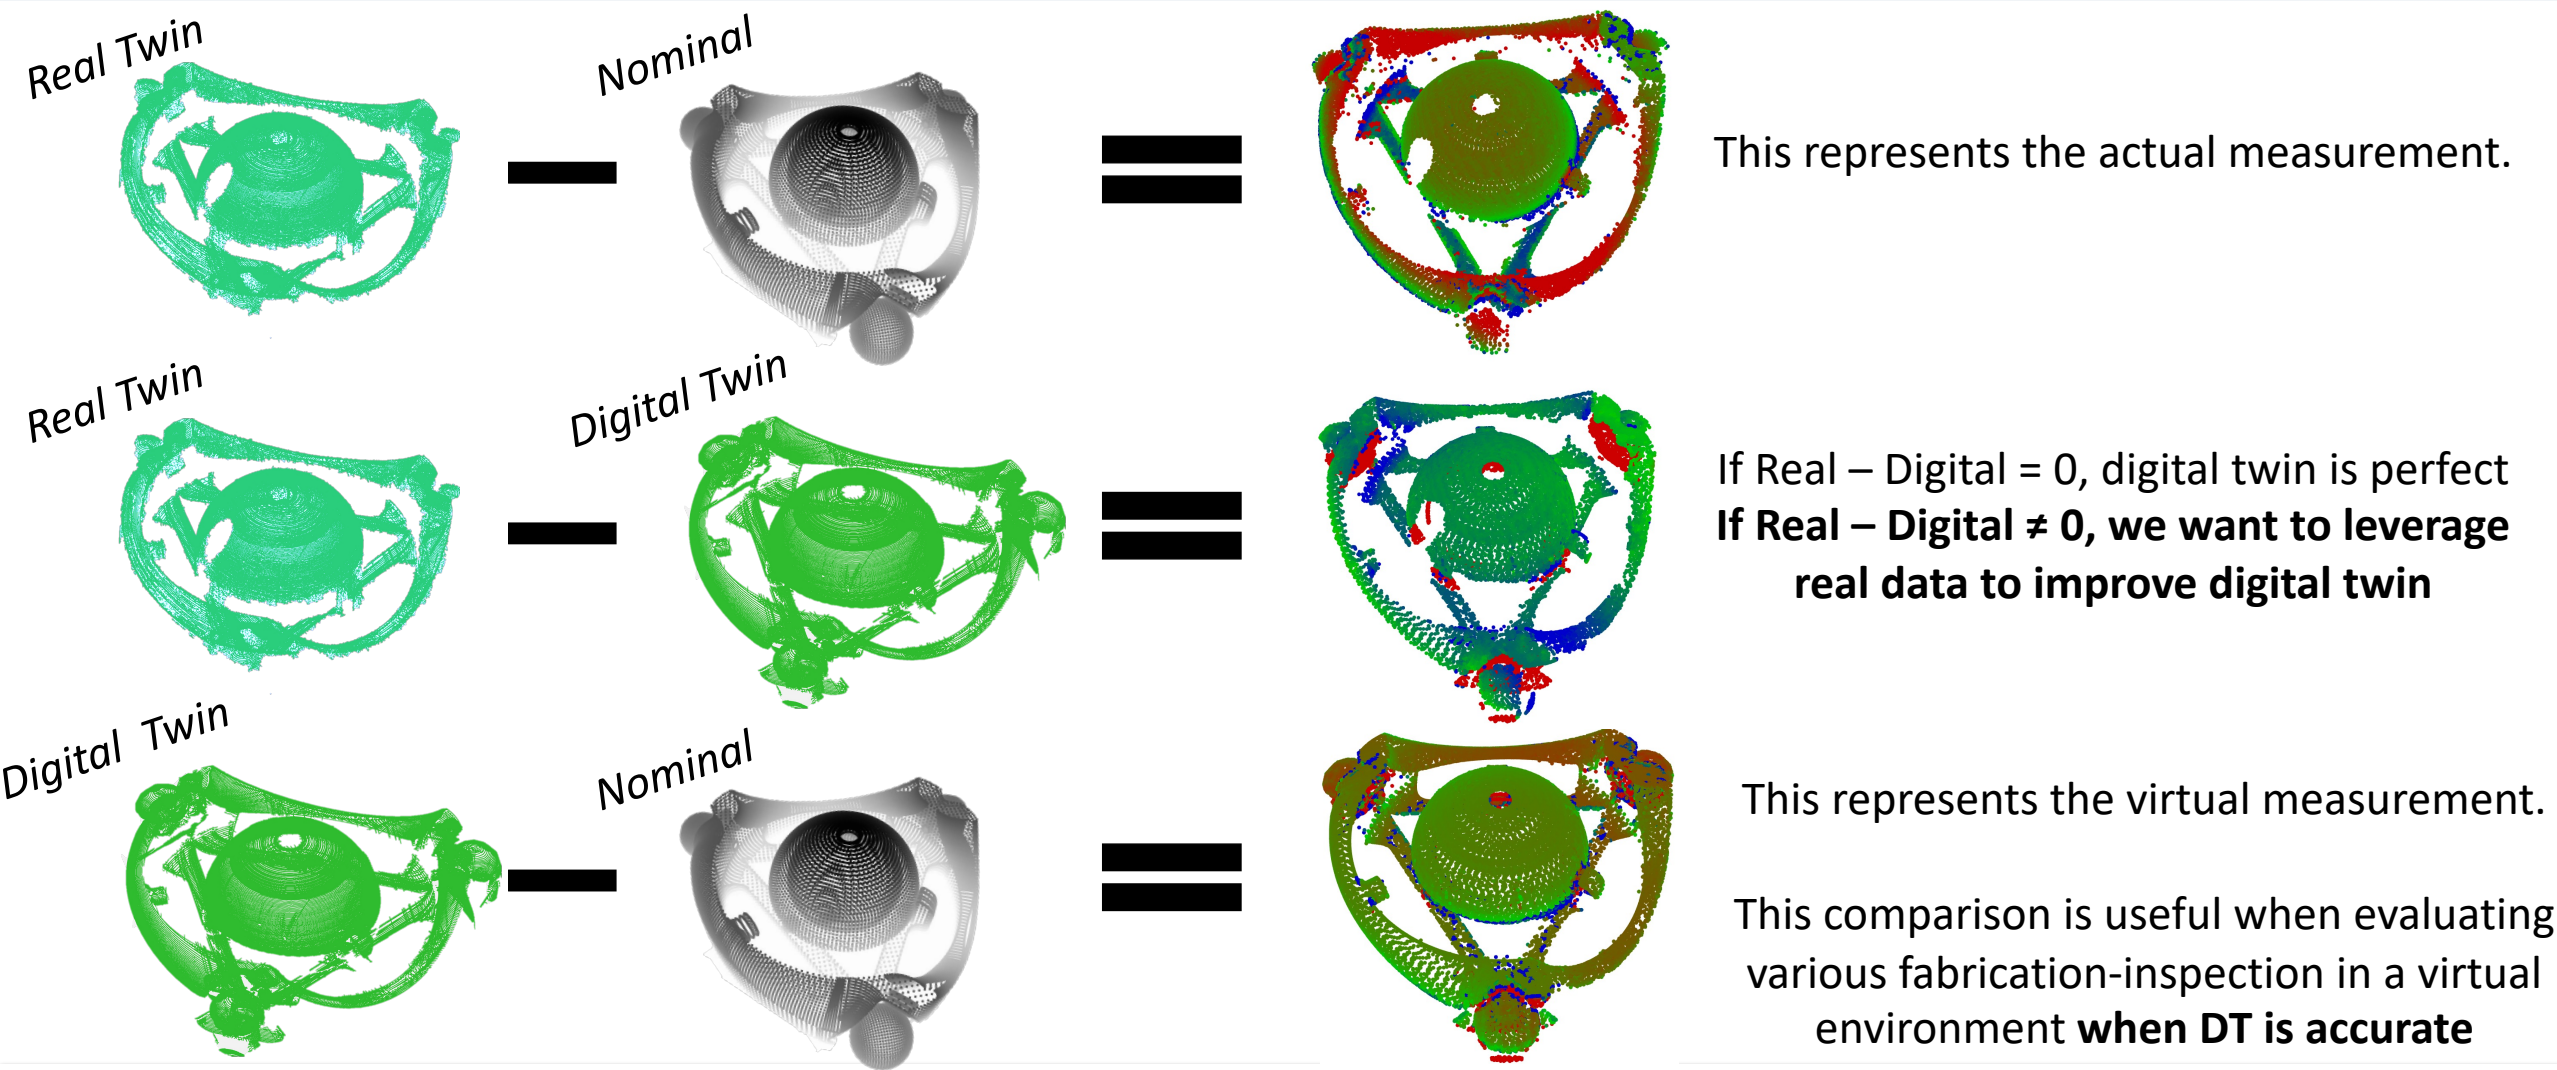 Real Twin
Nominal
This represents the actual measurement.
Real Twin
Digital Twin
If Real – Digital = 0, digital twin is perfect
If Real – Digital ≠ 0, we want to leverage
real data to improve digital twin
Digital Twin
Nominal
This represents the virtual measurement.
This comparison is useful when evaluating
various fabrication-inspection in a virtual
environment when DT is accurate